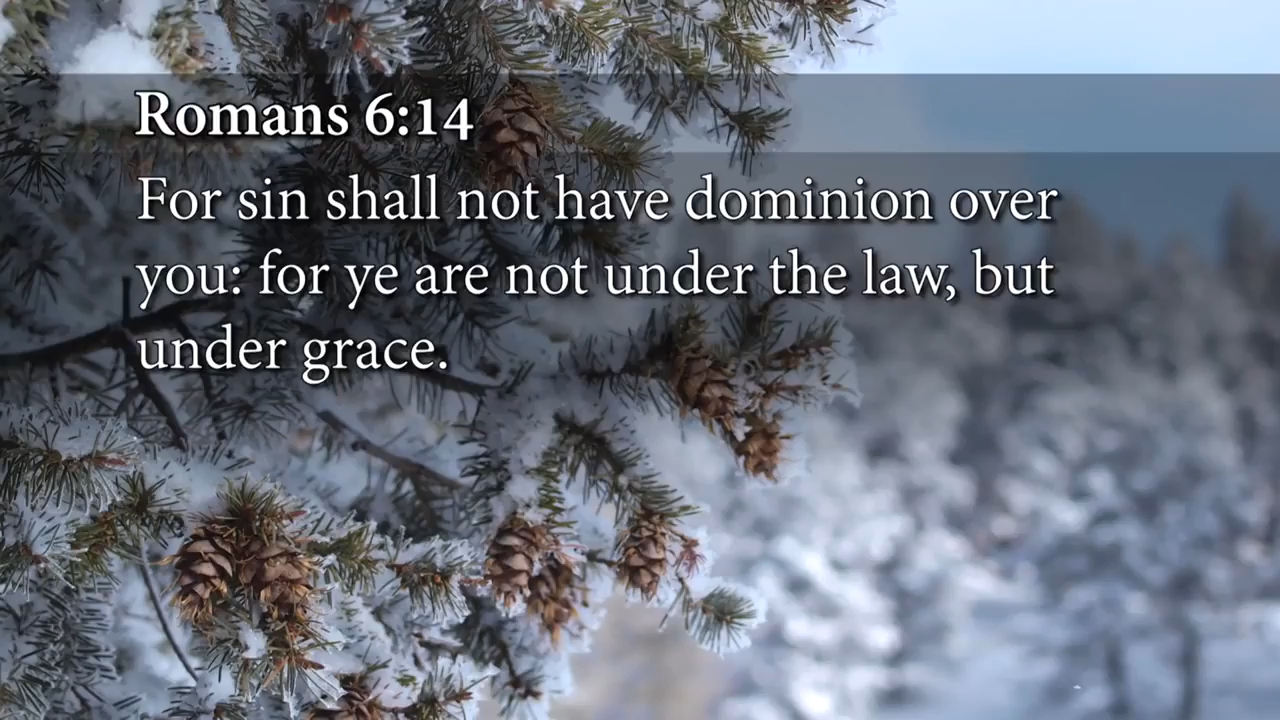 Romans 6:14
For sin shall not have dominion over
you: for ye are not under the law, but
under grace.